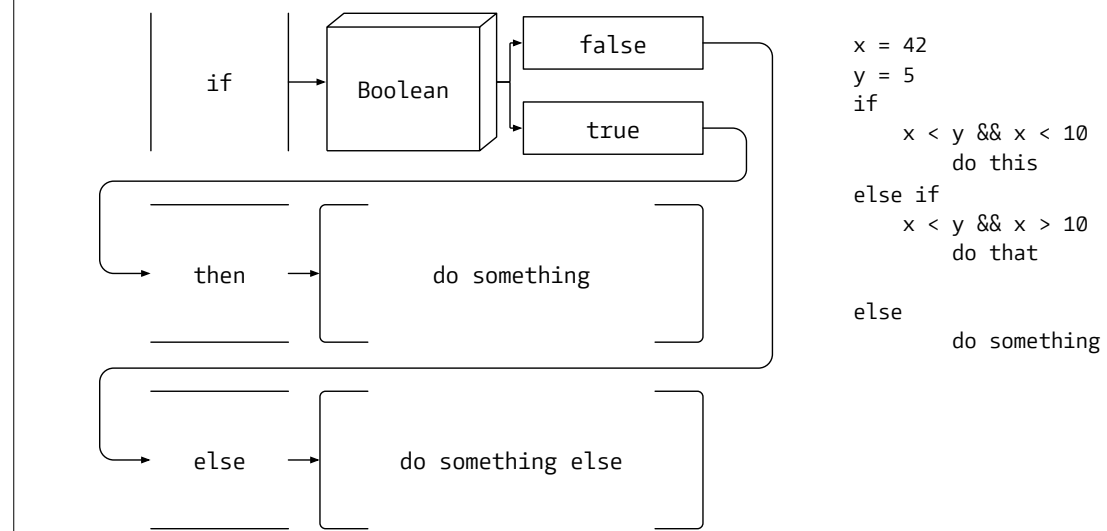 if
Boolean
false
true
then
do something
else
do something else
x = 42
y = 5
if
    x < y && x < 10
        do this
else if
    x < y && x > 10
        do that
else
        do something